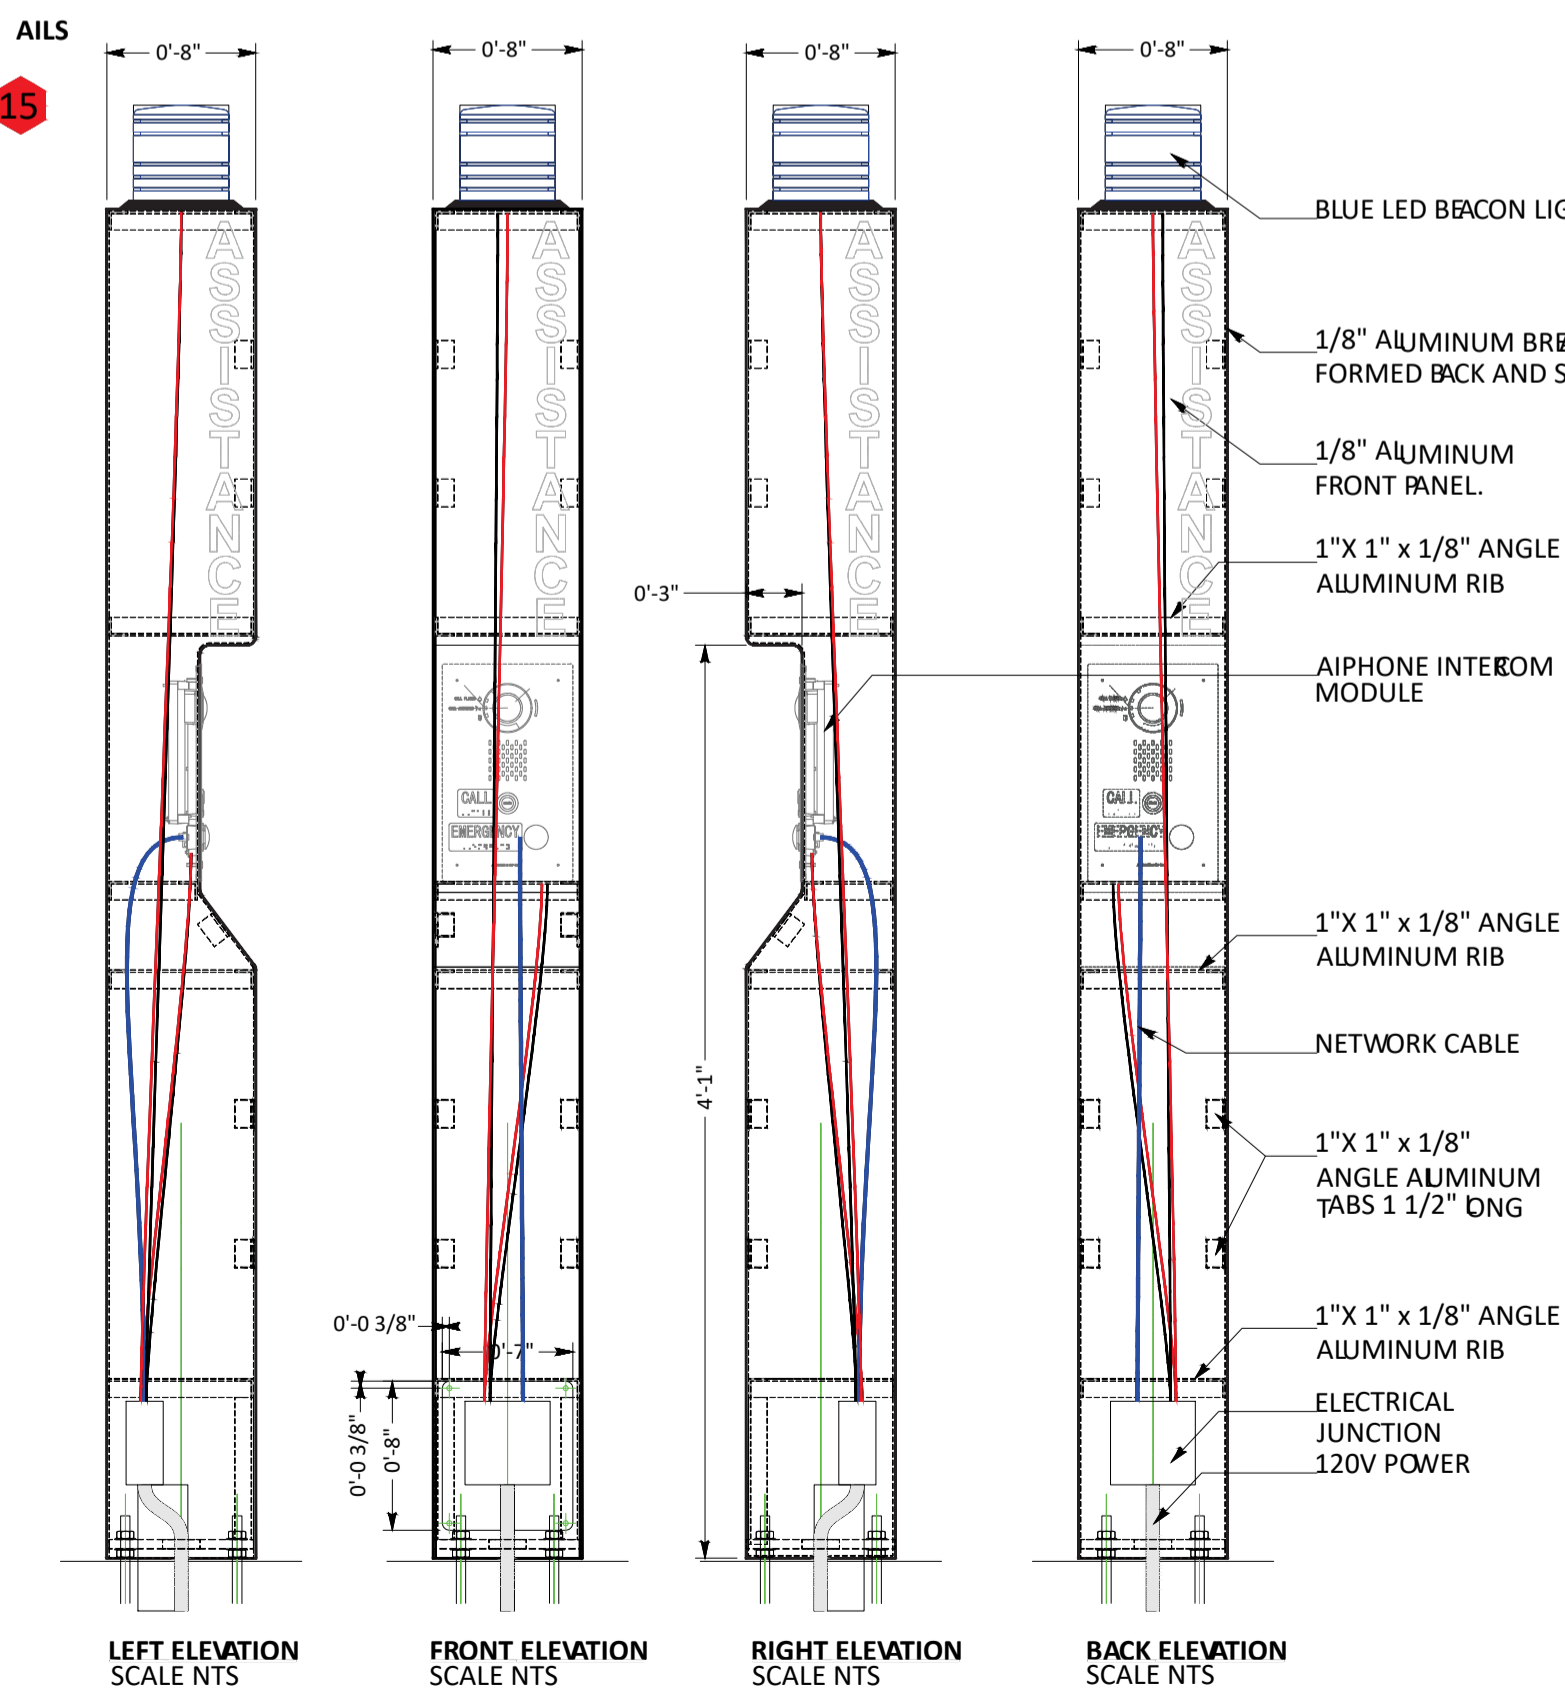 AILS
15
0'-8"
0'-8"
0'-8"
0'-8"
ASSISTANCE
ASSISTANCE
ASSISTANCE
ASSISTANCE
BLUE LED BEACON LIG
1/8" ALUMINUM BRE
FORMED BACK AND S
1/8" ALUMINUM
FRONT PANEL.
1"X 1" x 1/8" ANGLE
ALUMINUM RIB
0'-3"
AIPHONE INTERCOM
MODULE
CALL
EMERGENCY
CALL
EMERGENCY
1"X 1" x 1/8" ANGLE
ALUMINUM RIB
NETWORK CABLE
4'-1"
1"X 1" x 1/8"
ANGLE ALUMINUM
TABS 1 1/2" LONG
0'-0 3/8"
0'-7"
0'-0 3/8"
0'-8"
1"X 1" x 1/8" ANGLE
ALUMINUM RIB
ELECTRICAL
JUNCTION
120V POWER
LEFT ELEVATION
SCALE NTS
FRONT ELEVATION
SCALE NTS
RIGHT ELEVATION
SCALE NTS
BACK ELEVATION
SCALE NTS